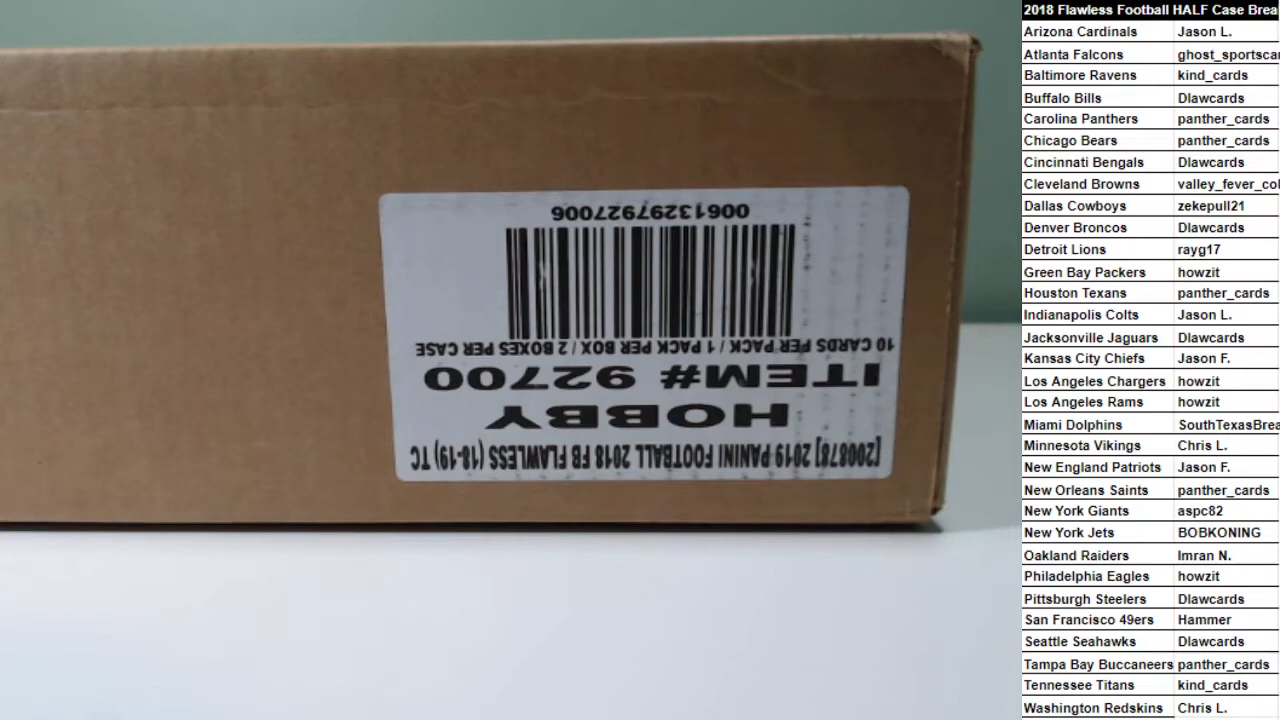 [200878] 2019 PANINI FOOTBALL 2018 FB FLAWLESS (18-19) TC
HOBBY
ITEM# 92700
10 CARDS PER PACK / 1 PACK PER BOX / 2 BOXES PER CASE
00613297927006
2018 Flawless Football HALF Case Brea
Arizona Cardinals Jason L.
Atlanta Falcons ghost_sportsca
Baltimore Ravens kind_cards
Buffalo Bills Dlawcards
Carolina Panthers panther_cards
Chicago Bears panther_cards
Cincinnati Bengals Dlawcards
Cleveland Browns valley_fever_col
Dallas Cowboys zekepull21
Denver Broncos Dlawcards
Detroit Lions rayg17
Green Bay Packers howzit
Houston Texans panther_cards
Indianapolis Colts Jason L.
Jacksonville Jaguars Dlawcards
Kansas City Chiefs Jason F.
Los Angeles Chargers howzit
Los Angeles Rams howzit
Miami Dolphins SouthTexasBrea
Minnesota Vikings Chris L.
New England Patriots Jason F.
New Orleans Saints panther_cards
New York Giants aspc82
New York Jets BOBKONING
Oakland Raiders Imran N.
Philadelphia Eagles howzit
Pittsburgh Steelers Dlawcards
San Francisco 49ers Hammer
Seattle Seahawks Dlawcards
Tampa Bay Buccaneers panther_cards
Tennessee Titans kind_cards
Washington Redskins Chris L.